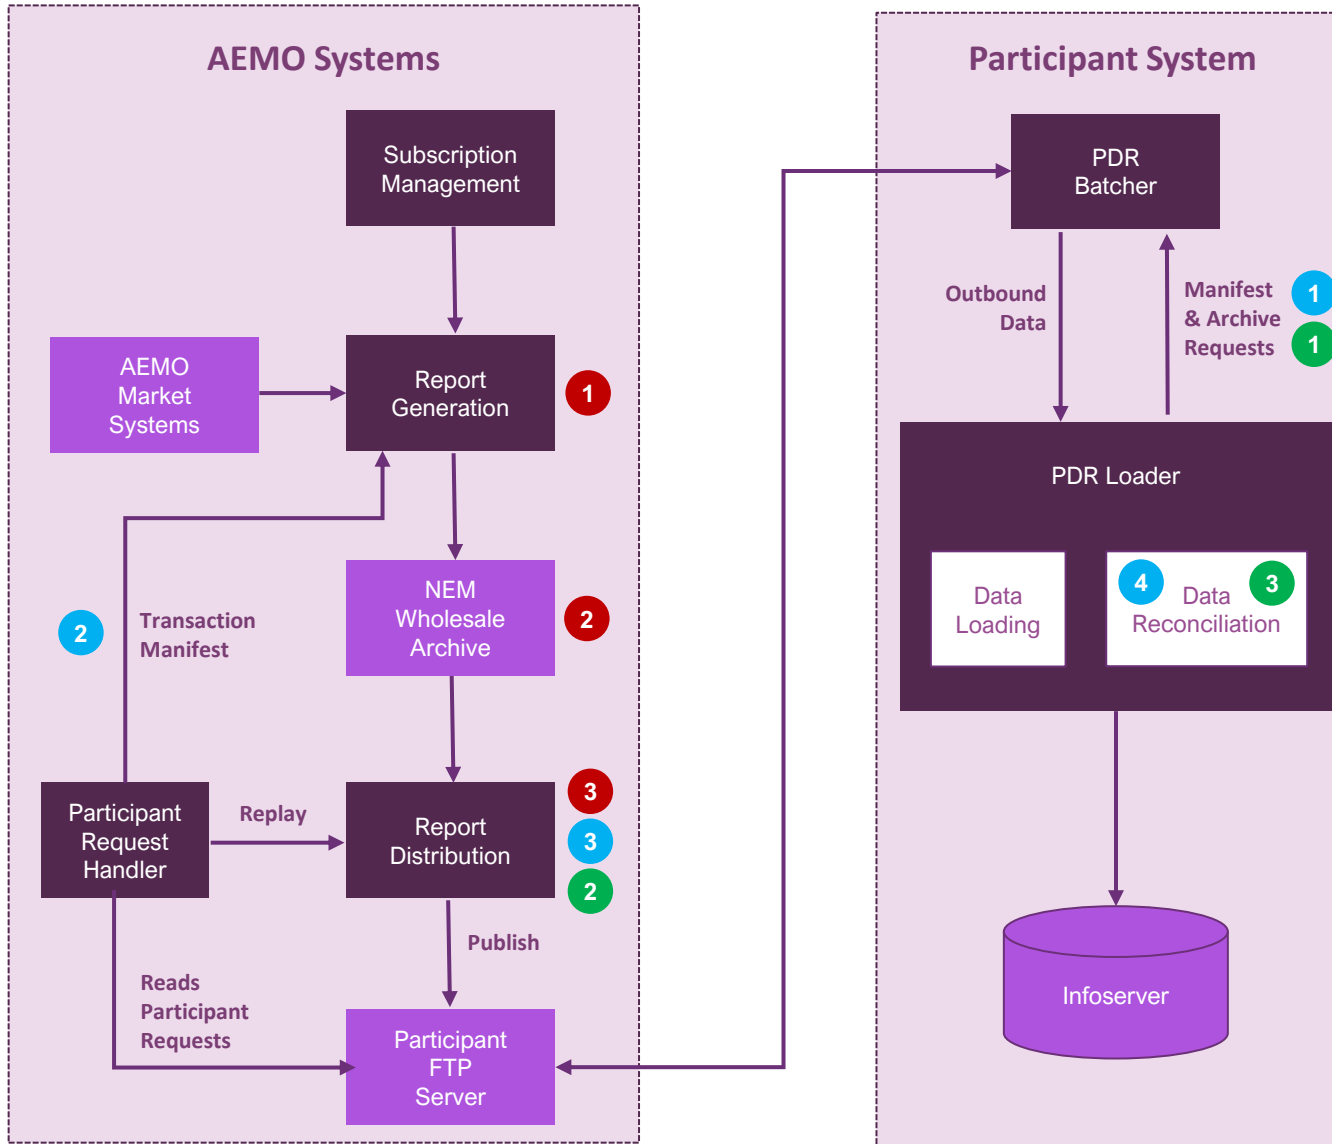 AEMO Systems
Subscription
Management
AEMO
Market
Systems
Report
Generation
1
2
Transaction
Manifest
NEM
Wholesale
Archive
2
Participant
Request
Handler
Replay
Report
Distribution
3
3
2
Publish
Reads
Participant
Requests
Participant
FTP
Server
Participant System
PDR
Batcher
Outbound
Data
Manifest
& Archive
Requests
1
1
PDR Loader
Data
Loading
4
3
Data
Reconciliation
Infoserver